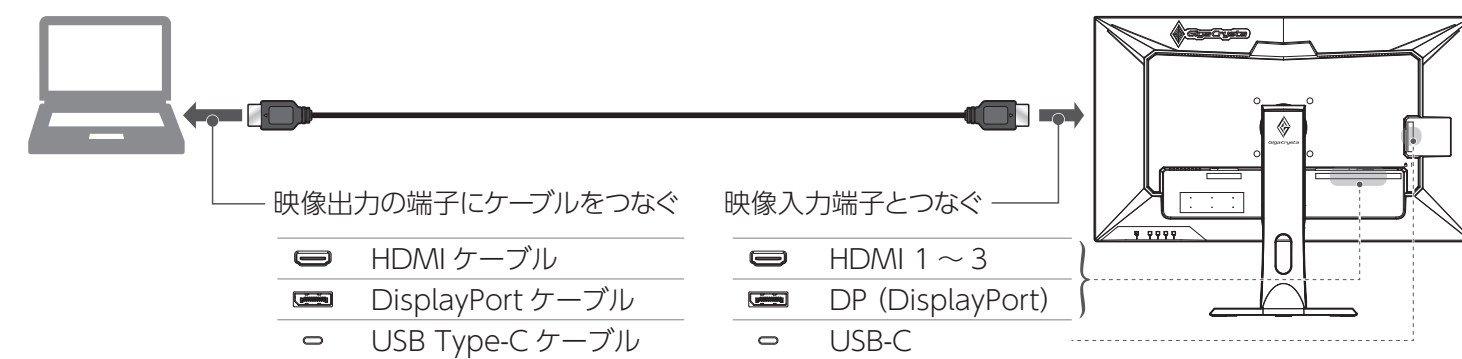 GigaCrysta
GigaCrysta
映像出力の端子にケーブルをつなぐ
HDMI ケーブル
DisplayPort ケーブル
USB Type-C ケーブル
映像入力端子とつなぐ
HDMI 1 ～ 3
DP (DisplayPort)
USB-C